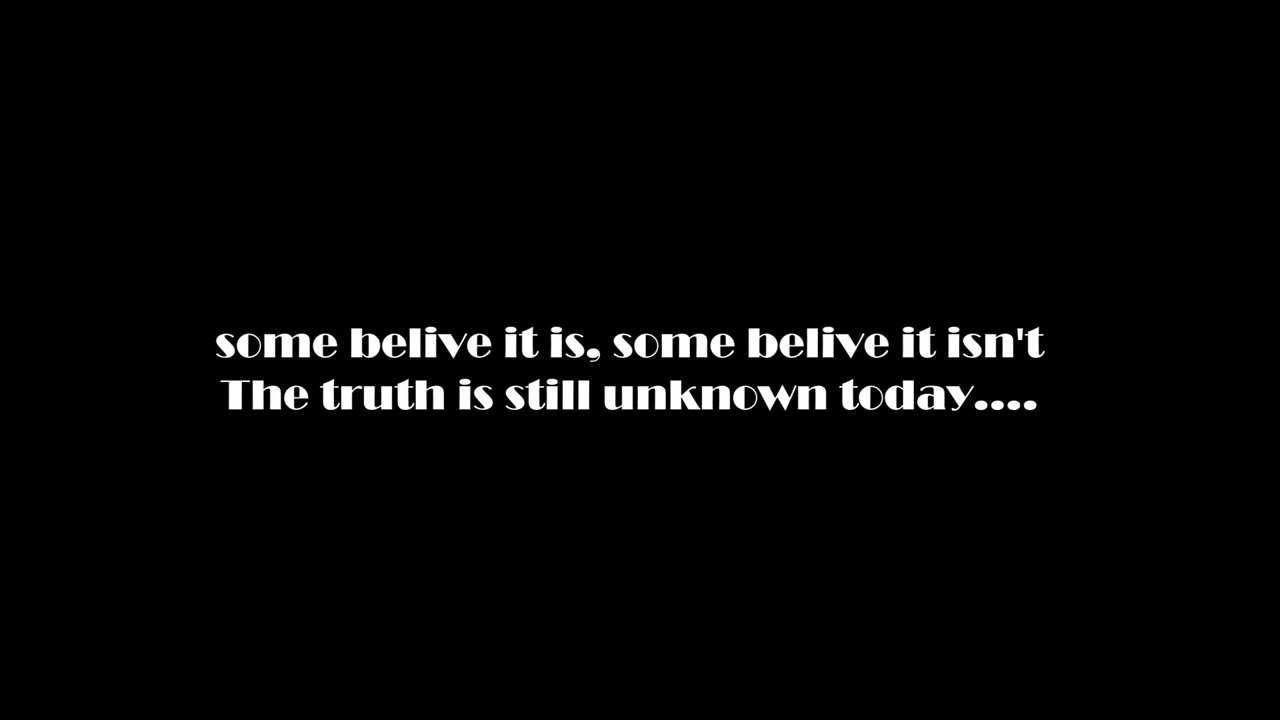 some belive it is, some belive it isn't
The truth is still unknown today....